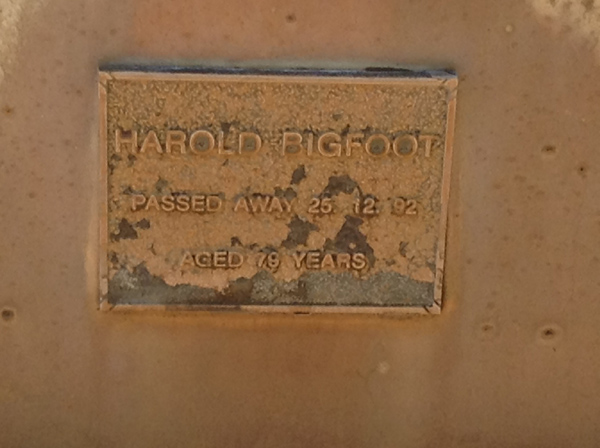 HAROLD BIGFOOT
PASSED AWAY 25. 12. 92
AGED 79 YEARS